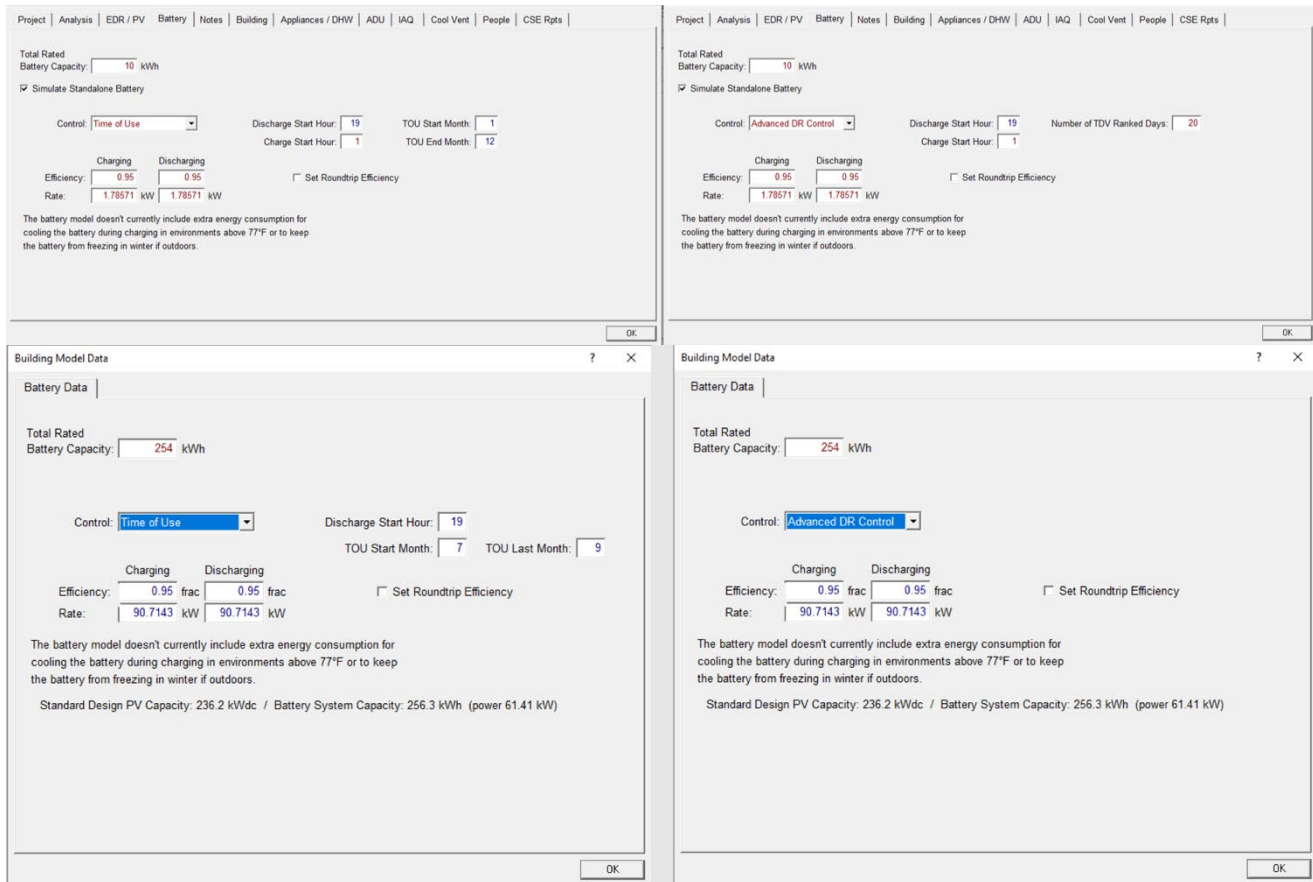 Project | Analysis | EDR / PV | Battery | Notes | Building | Appliances / DHW | ADU | IAQ | Cool Vent | People | CSE Rpts |
Total Rated
Battery Capacity: 10 kWh
Simulate Standalone Battery
Control: Time of Use Discharge Start Hour: 19 TOU Start Month: 1
Charge Start Hour: 1 TOU End Month: 12
Charging Discharging
Efficiency: 0.95 0.95 Set Roundtrip Efficiency
Rate: 1.78571 kW 1.78571 kW
The battery model doesn't currently include extra energy consumption for
cooling the battery during charging in environments above 77°F or to keep
the battery from freezing in winter if outdoors.
OK
Project | Analysis | EDR / PV | Battery | Notes | Building | Appliances / DHW | ADU | IAQ | Cool Vent | People | CSE Rpts |
Total Rated
Battery Capacity: 10 kWh
Simulate Standalone Battery
Control: Advanced DR Control Discharge Start Hour: 19 Number of TDV Ranked Days: 20
Charge Start Hour: 1
Charging Discharging
Efficiency: 0.95 0.95 Set Roundtrip Efficiency
Rate: 1.78571 kW 1.78571 kW
The battery model doesn't currently include extra energy consumption for
cooling the battery during charging in environments above 77°F or to keep
the battery from freezing in winter if outdoors.
OK
Building Model Data ? X
Battery Data
Total Rated
Battery Capacity: 254 kWh
Control: Time of Use Discharge Start Hour: 19
TOU Start Month: 7 TOU Last Month: 9
Charging Discharging
Efficiency: 0.95 frac 0.95 frac Set Roundtrip Efficiency
Rate: 90.7143 kW 90.7143 kW
The battery model doesn't currently include extra energy consumption for
cooling the battery during charging in environments above 77°F or to keep
the battery from freezing in winter if outdoors.
Standard Design PV Capacity: 236.2 kWdc / Battery System Capacity: 256.3 kWh (power 61.41 kW)
OK
Building Model Data ? X
Battery Data
Total Rated
Battery Capacity: 254 kWh
Control: Advanced DR Control
Charging Discharging
Efficiency: 0.95 frac 0.95 frac Set Roundtrip Efficiency
Rate: 90.7143 kW 90.7143 kW
The battery model doesn't currently include extra energy consumption for
cooling the battery during charging in environments above 77°F or to keep
the battery from freezing in winter if outdoors.
Standard Design PV Capacity: 236.2 kWdc / Battery System Capacity: 256.3 kWh (power 61.41 kW)
OK